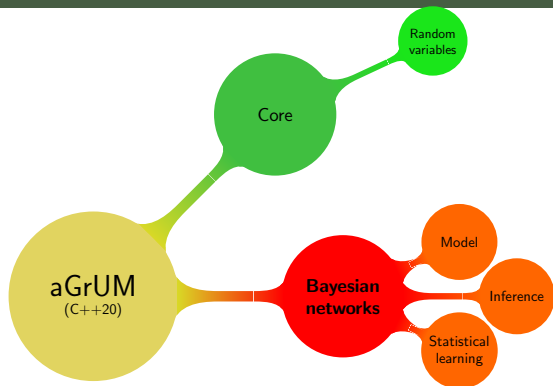 Random
variables
Core
Model
aGrUM
(C++20)
Bayesian
networks
Inference
Statistical
learning